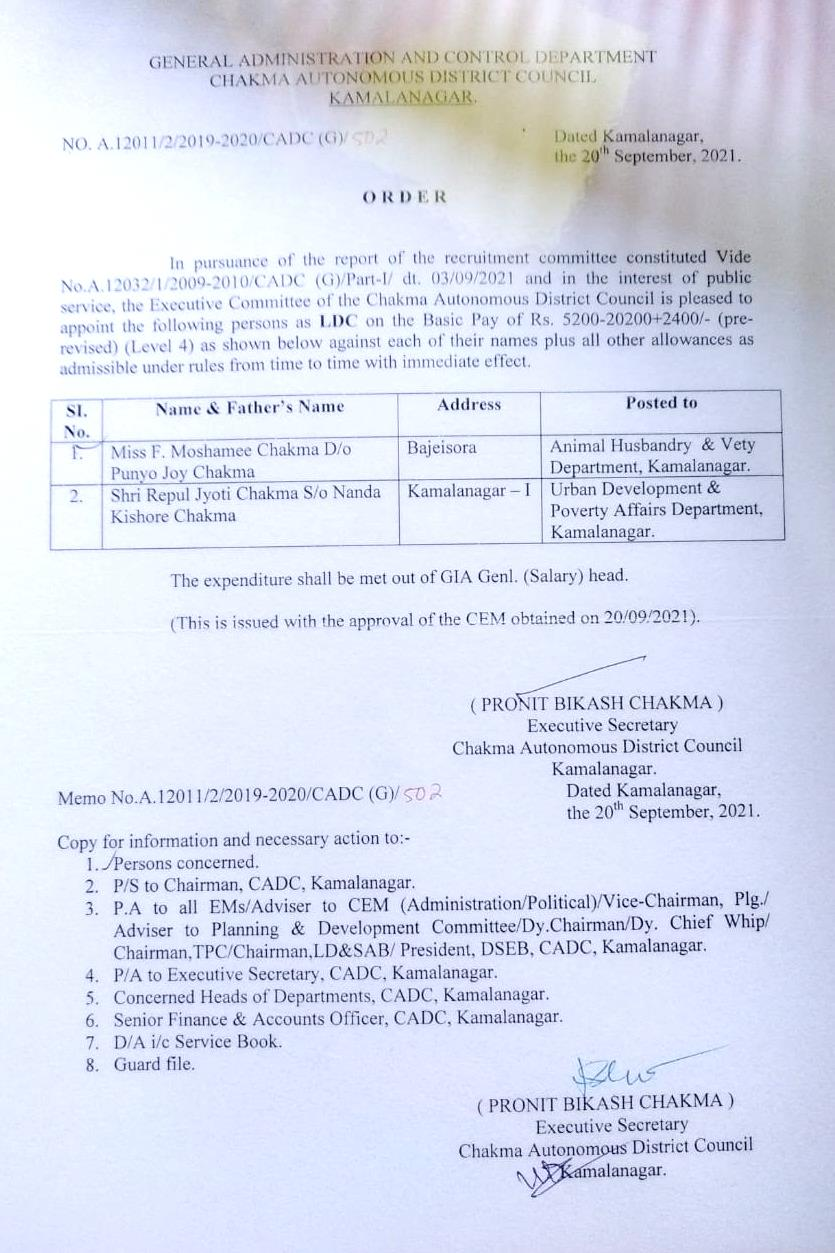 GENERAL ADMINISTRATION AND CONTROL DEPARTMENT
CHAKMA AUTONOMOUS DISTRICT COUNCIL
KAMALANAGAR.
NO. A.12011/2/2019-2020/CADC (G)/502
Dated Kamalanagar,
the 20th September, 2021.
O R D E R
In pursuance of the report of the recruitment committee constituted Vide
No.A.12032/1/2009-2010/CADC (G)/Part-I/ dt. 03/09/2021 and in the interest of public
service, the Executive Committee of the Chakma Autonomous District Council is pleased to
appoint the following persons as LDC on the Basic Pay of Rs. 5200-20200+2400/- (pre-
revised) (Level 4) as shown below against each of their names plus all other allowances as
admissible under rules from time to time with immediate effect.
Sl. No. Name & Father's Name Address Posted to
1. Miss F. Moshamee Chakma D/o Bajeisora Animal Husbandry & Vety
Punyo Joy Chakma Department, Kamalanagar.
2. Shri Repul Jyoti Chakma S/o Nanda Kamalanagar – I Urban Development &
Kishore Chakma Poverty Affairs Department,
Kamalanagar.
The expenditure shall be met out of GIA Genl. (Salary) head.
(This is issued with the approval of the CEM obtained on 20/09/2021).
( PRONIT BIKASH CHAKMA )
Executive Secretary
Chakma Autonomous District Council
Kamalanagar.
Memo No.A.12011/2/2019-2020/CADC (G)/502
Dated Kamalanagar,
the 20th September, 2021.
Copy for information and necessary action to:-
1. Persons concerned.
2. P/S to Chairman, CADC, Kamalanagar.
3. P.A to all EMs/Adviser to CEM (Administration/Political)/Vice-Chairman, Plg./
Adviser to Planning & Development Committee/Dy.Chairman/Dy. Chief Whip/
Chairman,TPC/Chairman,LD&SAB/ President, DSEB, CADC, Kamalanagar.
4. P/A to Executive Secretary, CADC, Kamalanagar.
5. Concerned Heads of Departments, CADC, Kamalanagar.
6. Senior Finance & Accounts Officer, CADC, Kamalanagar.
7. D/A i/c Service Book.
8. Guard file.
( PRONIT BIKASH CHAKMA )
Executive Secretary
Chakma Autonomous District Council
Kamalanagar.